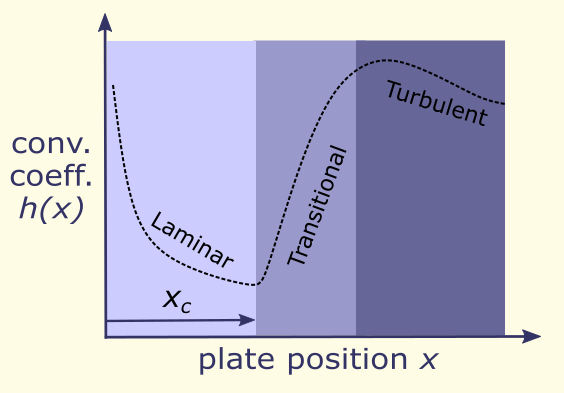 conv.
coeff.
h(x)
Laminar
Transitional
Turbulent
xc
plate position x